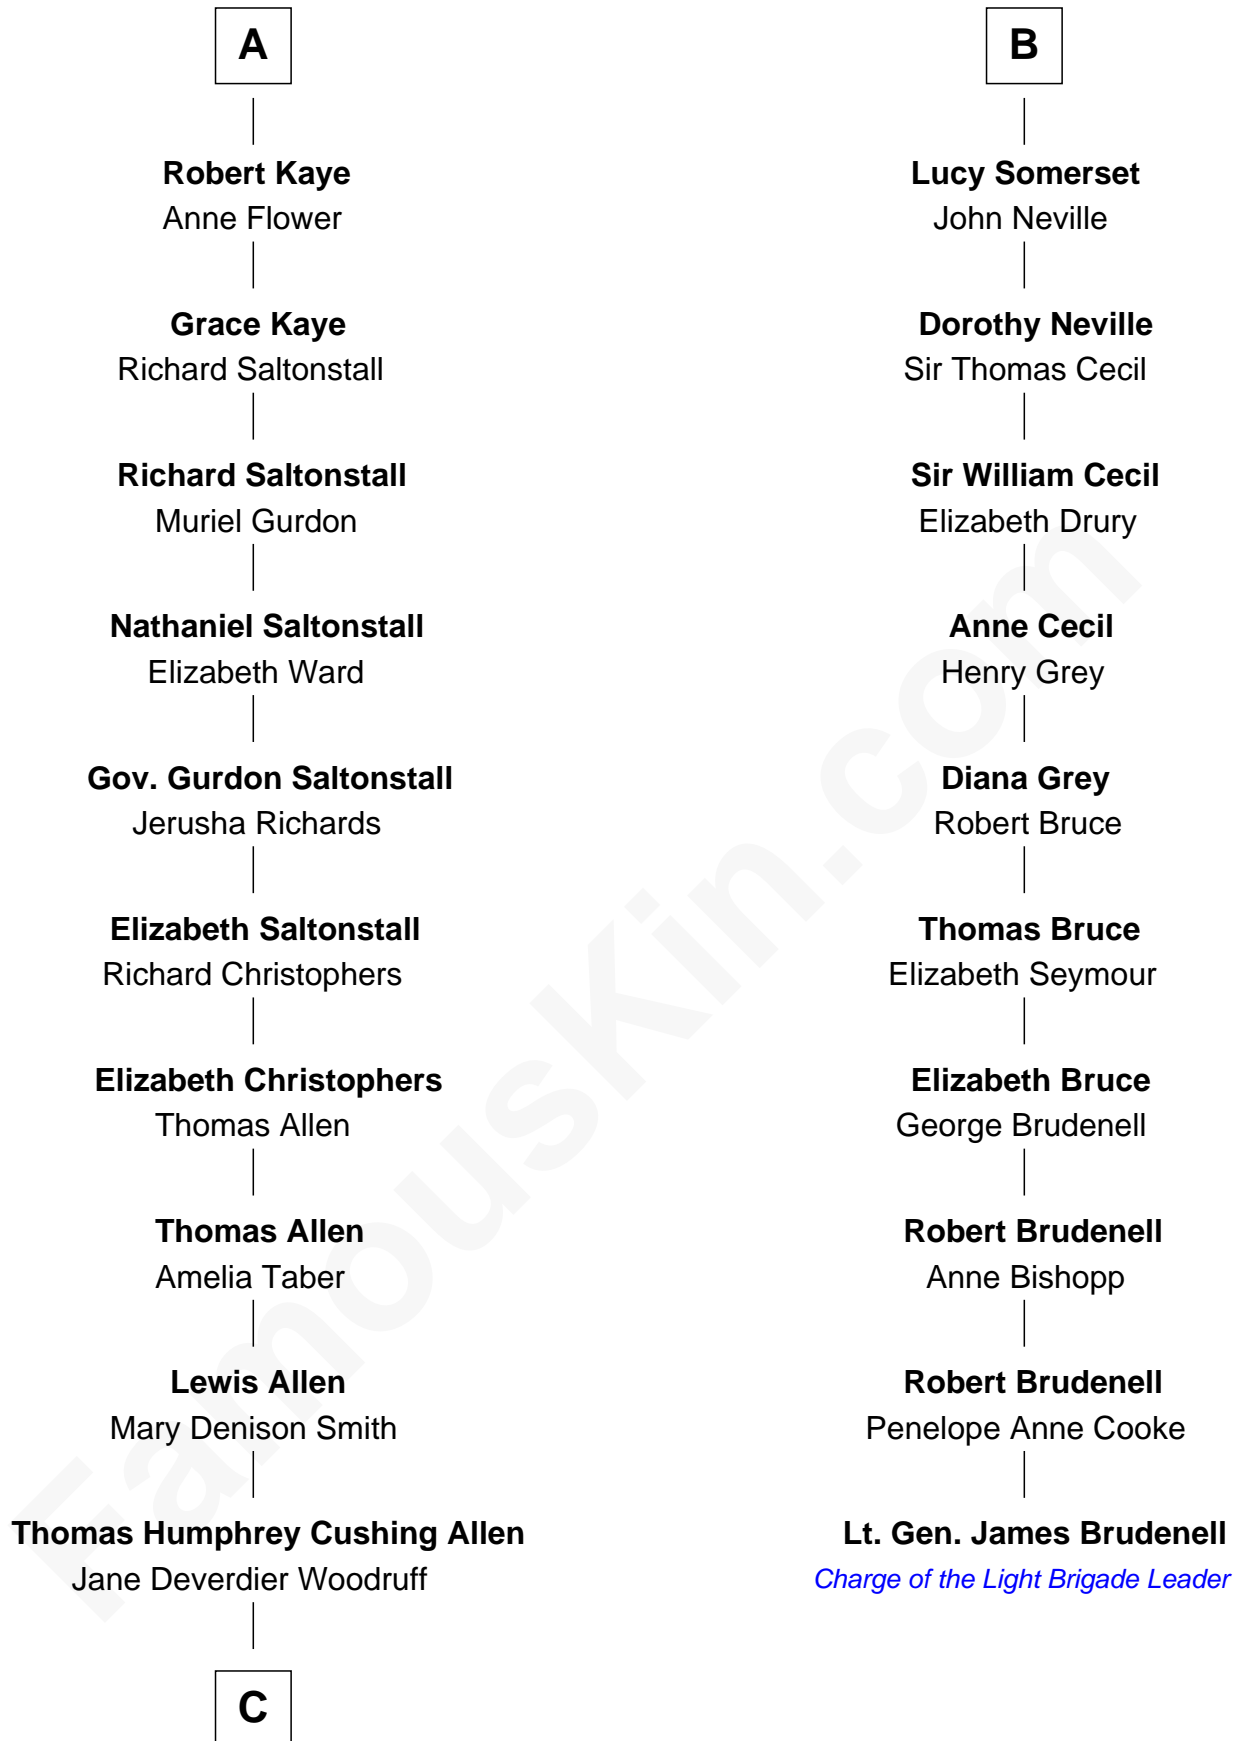 A
Robert Kaye
Anne Flower
Grace Kaye
Richard Saltonstall
Richard Saltonstall
Muriel Gurdon
Nathaniel Saltonstall
Elizabeth Ward
Gov. Gurdon Saltonstall
Jerusha Richards
Elizabeth Saltonstall
Richard Christophers
Elizabeth Christophers
Thomas Allen
Thomas Allen
Amelia Taber
Lewis Allen
Mary Denison Smith
Thomas Humphrey Cushing Allen
Jane Deverdier Woodruff
C
B
Lucy Somerset
John Neville
Dorothy Neville
Sir Thomas Cecil
Sir William Cecil
Elizabeth Drury
Anne Cecil
Henry Grey
Diana Grey
Robert Bruce
Thomas Bruce
Elizabeth Seymour
Elizabeth Bruce
George Brudenell
Robert Brudenell
Anne Bishopp
Robert Brudenell
Penelope Anne Cooke
Lt. Gen. James Brudenell
Charge of the Light Brigade Leader
FamousKin.com